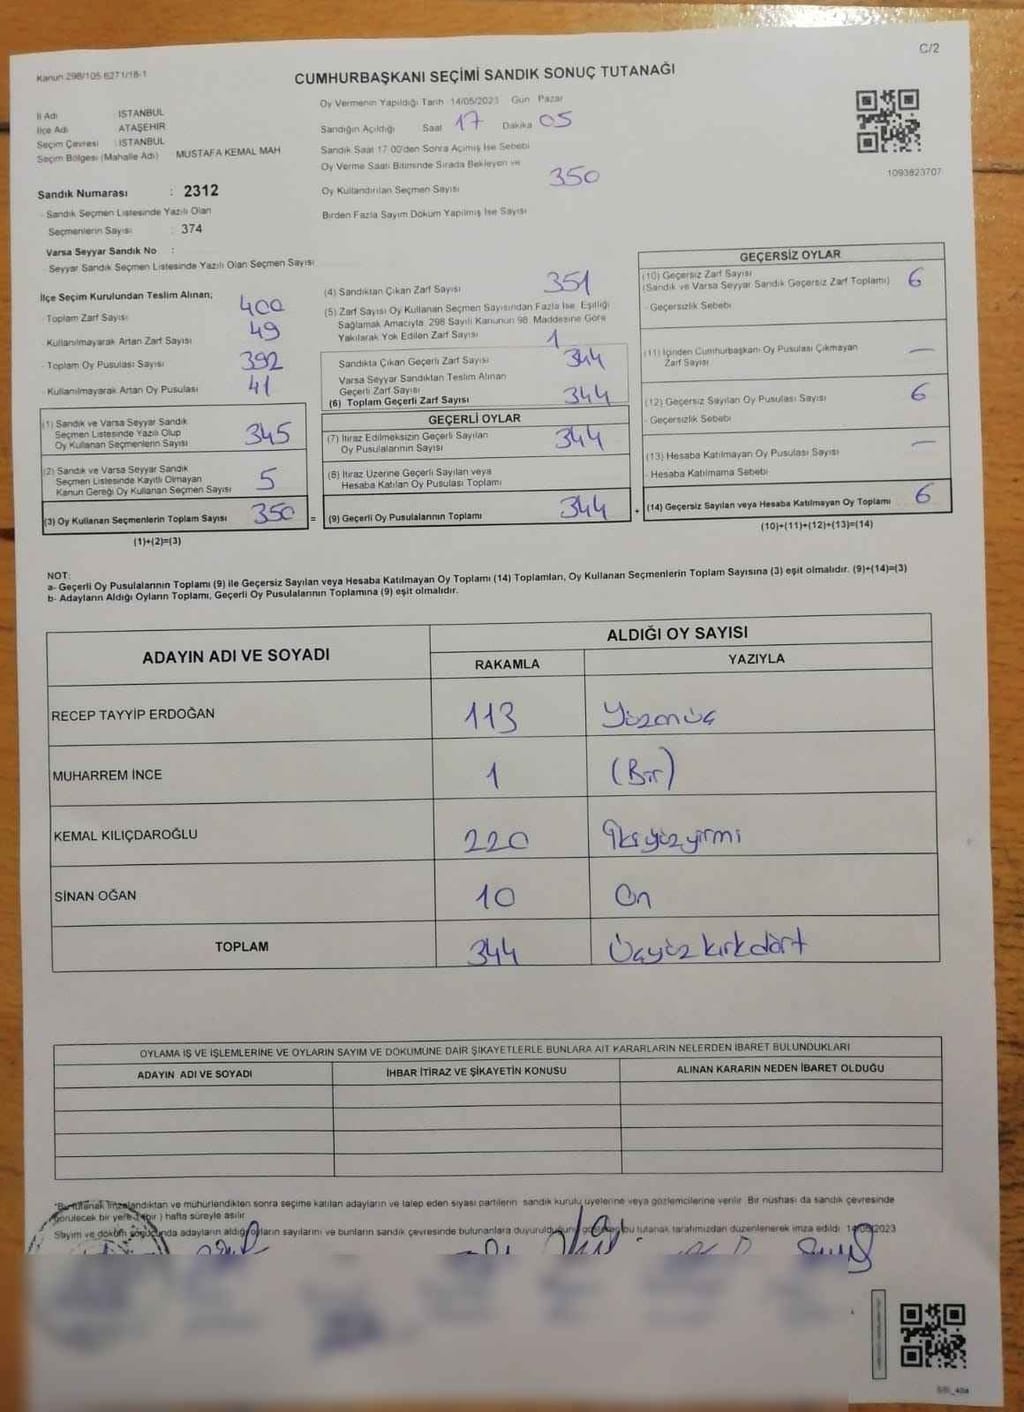 C/2
Kanun 298/105-6271/18-1
CUMHURBAŞKANI SEÇİMİ SANDIK SONUÇ TUTANAĞI
İl Adı : İSTANBUL
İlçe Adı : ATAŞEHİR
Seçim Çevresi : İSTANBUL
Seçim Bölgesi (Mahalle Adı) MUSTAFA KEMAL MAH
Sandık Numarası : 2312
Sandık Seçmen Listesinde Yazılı Olan
Seçmenlerin Sayısı : 374
Varsa Seyyar Sandık No :
Seyyar Sandık Seçmen Listesinde Yazılı Olan Seçmen Sayısı
Oy Vermenin Yapıldığı Tarih 14/05/2023 Gün Pazar
Sandığın Açıldığı Saat 17 Dakika 05
Sandık Saat 17.00'den Sonra Açılmış İse Sebebi
Oy Verme Saati Bitiminde Sırada Bekleyen ve
Oy Kullandırılan Seçmen Sayısı 350
Birden Fazla Sayım Döküm Yapılmış İse Sayısı
1093823707
İlçe Seçim Kurulundan Teslim Alınan;
Toplam Zarf Sayısı 400
Kullanılmayarak Artan Zarf Sayısı 49
Toplam Oy Pusulası Sayısı 392
Kullanılmayarak Artan Oy Pusulası 41
(1) Sandık ve Varsa Seyyar Sandık
Seçmen Listesinde Yazılı Olup
Oy Kullanan Seçmenlerin Sayısı 345
(2) Sandık ve Varsa Seyyar Sandık
Seçmen Listesinde Kayıtlı Olmayan
Kanun Gereği Oy Kullanan Seçmen Sayısı 5
(3) Oy Kullanan Seçmenlerin Toplam Sayısı 350 =
(1)+(2)=(3)
(4) Sandıktan Çıkan Zarf Sayısı 351
(5) Zarf Sayısı Oy Kullanan Seçmen Sayısından Fazla İse, Eşitliği
Sağlamak Amacıyla 298 Sayılı Kanunun 98. Maddesine Göre
Yakılarak Yok Edilen Zarf Sayısı 1
Sandıkta Çıkan Geçerli Zarf Sayısı 344
Varsa Seyyar Sandıktan Teslim Alınan
Geçerli Zarf Sayısı
(6) Toplam Geçerli Zarf Sayısı 344
GEÇERLİ OYLAR
(7) İtiraz Edilmeksizin Geçerli Sayılan
Oy Pusulalarının Sayısı 344
(8) İtiraz Üzerine Geçerli Sayılan veya
Hesaba Katılan Oy Pusulası Toplamı
(9) Geçerli Oy Pusulalarının Toplamı 344 +
GEÇERSİZ OYLAR
(10) Geçersiz Zarf Sayısı
(Sandık ve Varsa Seyyar Sandık Geçersiz Zarf Toplamı) 6
Geçersizlik Sebebi
(11) İçinden Cumhurbaşkanı Oy Pusulası Çıkmayan
Zarf Sayısı —
(12) Geçersiz Sayılan Oy Pusulası Sayısı 6
Geçersizlik Sebebi
(13) Hesaba Katılmayan Oy Pusulası Sayısı —
Hesaba Katılmama Sebebi
(14) Geçersiz Sayılan veya Hesaba Katılmayan Oy Toplamı 6
(10)+(11)+(12)+(13)=(14)
NOT:
a- Geçerli Oy Pusulalarının Toplamı (9) ile Geçersiz Sayılan veya Hesaba Katılmayan Oy Toplamı (14) Toplamları, Oy Kullanan Seçmenlerin Toplam Sayısına (3) eşit olmalıdır. (9)+(14)=(3)
b- Adayların Aldığı Oyların Toplamı, Geçerli Oy Pusulalarının Toplamına (9) eşit olmalıdır.
ADAYIN ADI VE SOYADI
ALDIĞI OY SAYISI
RAKAMLA YAZIYLA
RECEP TAYYİP ERDOĞAN 113 Yüzonüç
MUHARREM İNCE 1 (Bir)
KEMAL KILIÇDAROĞLU 220 İkiyüzyirmi
SİNAN OĞAN 10 On
TOPLAM 344 Üçyüz kırkdört
OYLAMA İŞ VE İŞLEMLERİNE VE OYLARIN SAYIM VE DÖKÜMÜNE DAİR ŞİKAYETLERLE BUNLARA AİT KARARLARIN NELERDEN İBARET BULUNDUKLARI
ADAYIN ADI VE SOYADI İHBAR İTİRAZ VE ŞİKAYETİN KONUSU ALINAN KARARIN NEDEN İBARET OLDUĞU
*Bu tutanak imzalandıktan ve mühürlendikten sonra seçime katılan adayların ve talep eden siyasi partilerin sandık kurulu üyelerine veya gözlemcilerine verilir. Bir nüshası da sandık çevresinde
görülecek bir yere 1 (bir) hafta süreyle asılır.
Sayım ve döküm sonucunda adayların aldığı oyların sayılarını ve bunların sandık çevresinde bulunanlara duyurulduğunu gösteren bu tutanak tarafımızdan düzenlenerek imza edildi. 14/05/2023